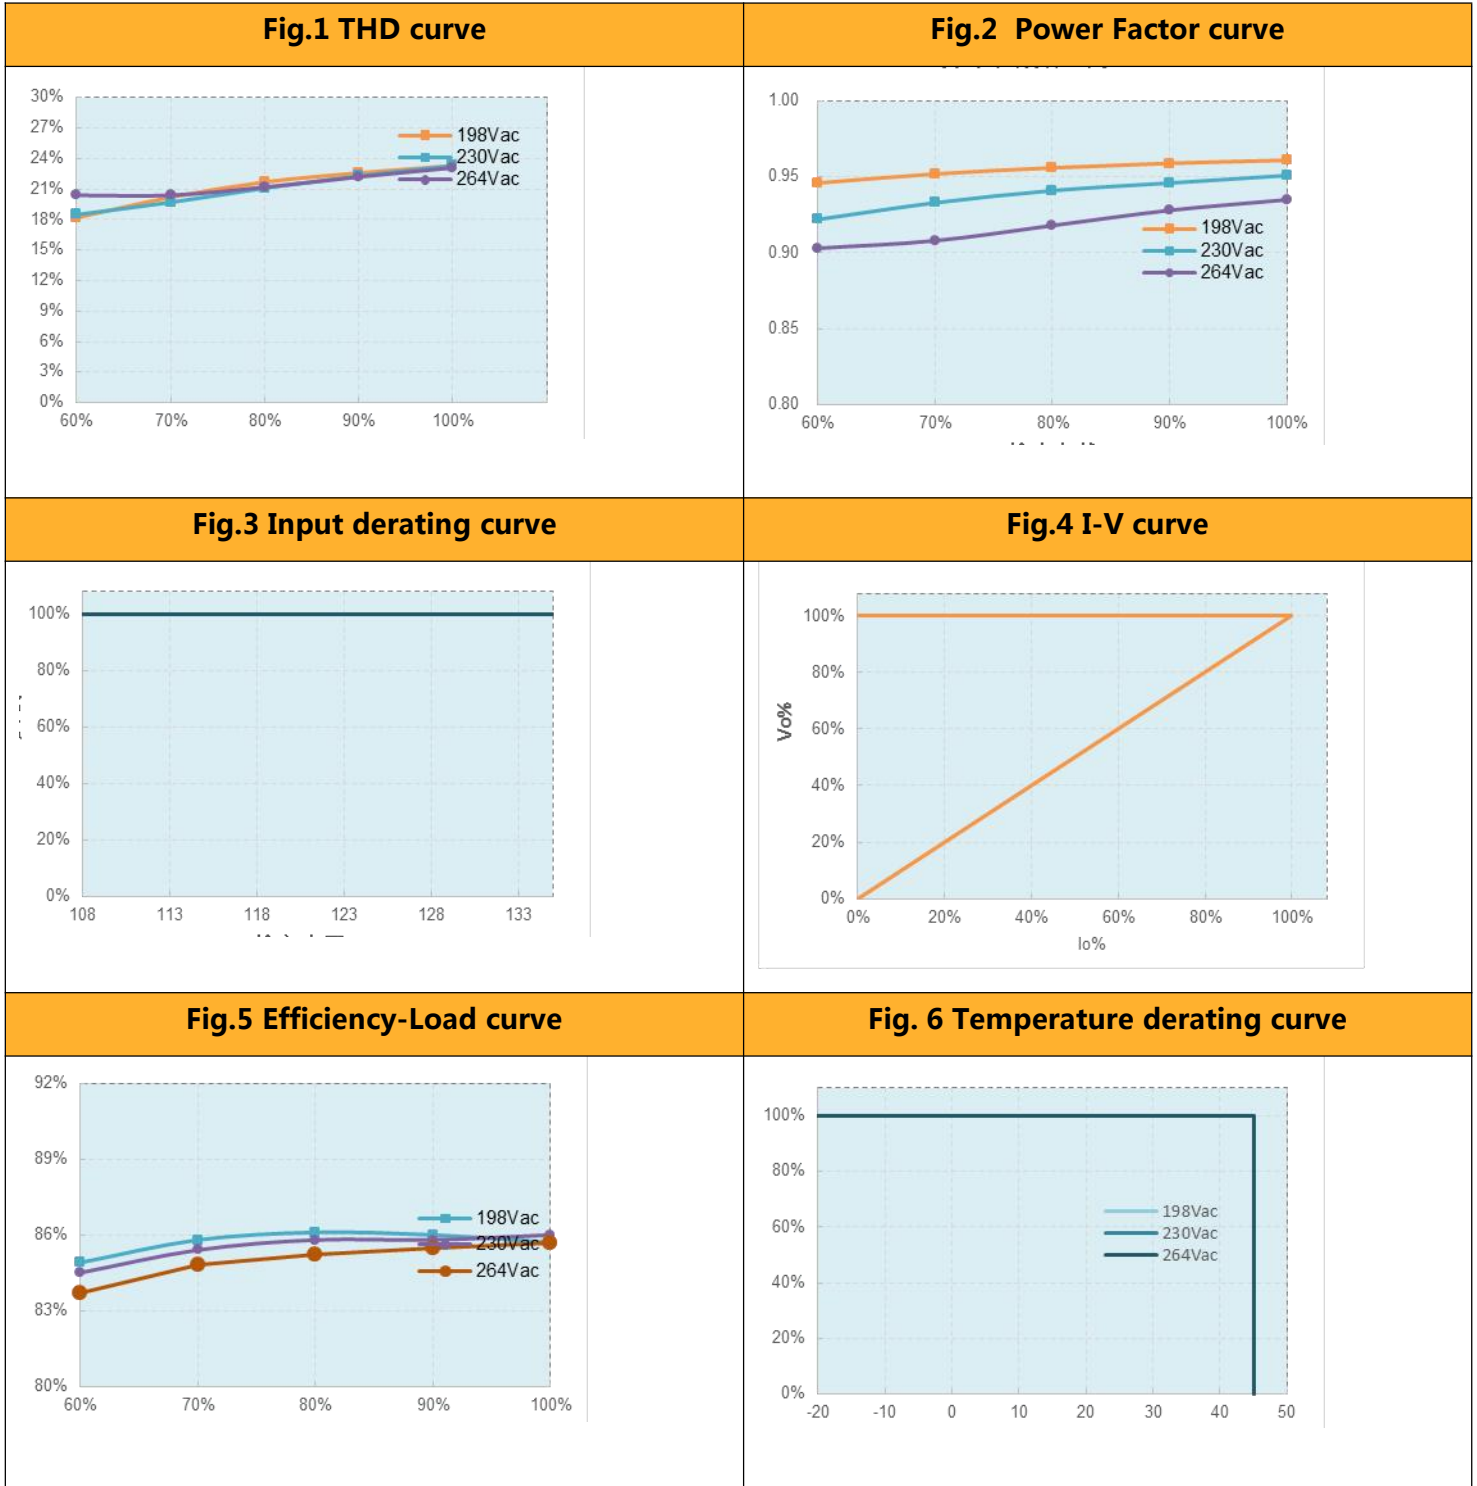 Fig.1 THD curve
30%
27%
24%
21%
18%
15%
12%
9%
6%
3%
0%
60% 70% 80% 90% 100%
198Vac
230Vac
264Vac
Fig.2 Power Factor curve
1.00
0.95
0.90
0.85
0.80
60% 70% 80% 90% 100%
198Vac
230Vac
264Vac
Fig.3 Input derating curve
100%
80%
60%
40%
20%
0%
108 113 118 123 128 133
Fig.4 I-V curve
Vo%
100%
80%
60%
40%
20%
0%
0% 20% 40% 60% 80% 100%
Io%
Fig.5 Efficiency-Load curve
92%
89%
86%
83%
80%
60% 70% 80% 90% 100%
198Vac
230Vac
264Vac
Fig. 6 Temperature derating curve
100%
80%
60%
40%
20%
0%
-20 -10 0 10 20 30 40 50
198Vac
230Vac
264Vac